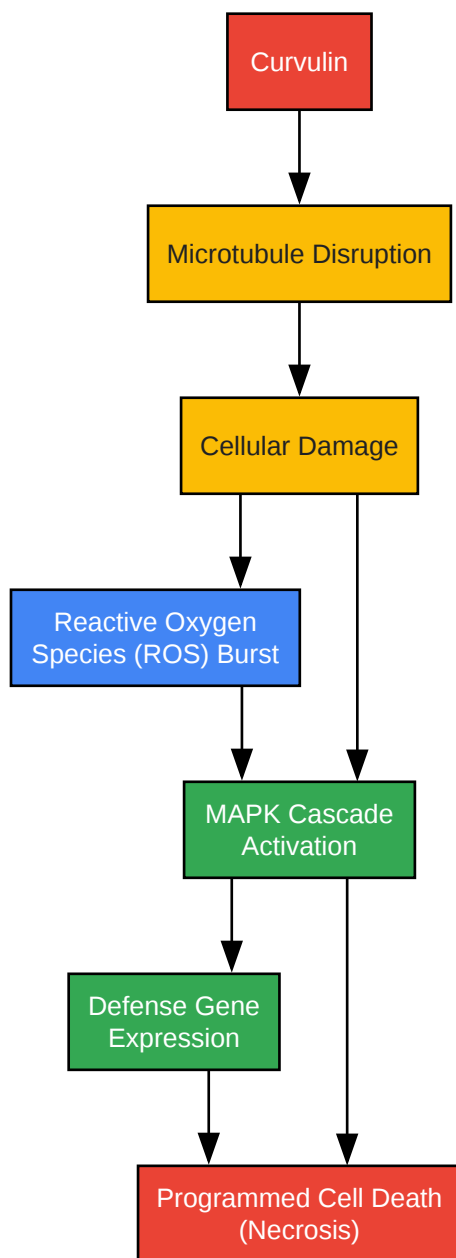 Curvulin
Microtubule Disruption
Cellular Damage
Reactive Oxygen
Species (ROS) Burst
MAPK Cascade
Activation
Defense Gene
Expression
Programmed Cell Death
(Necrosis)